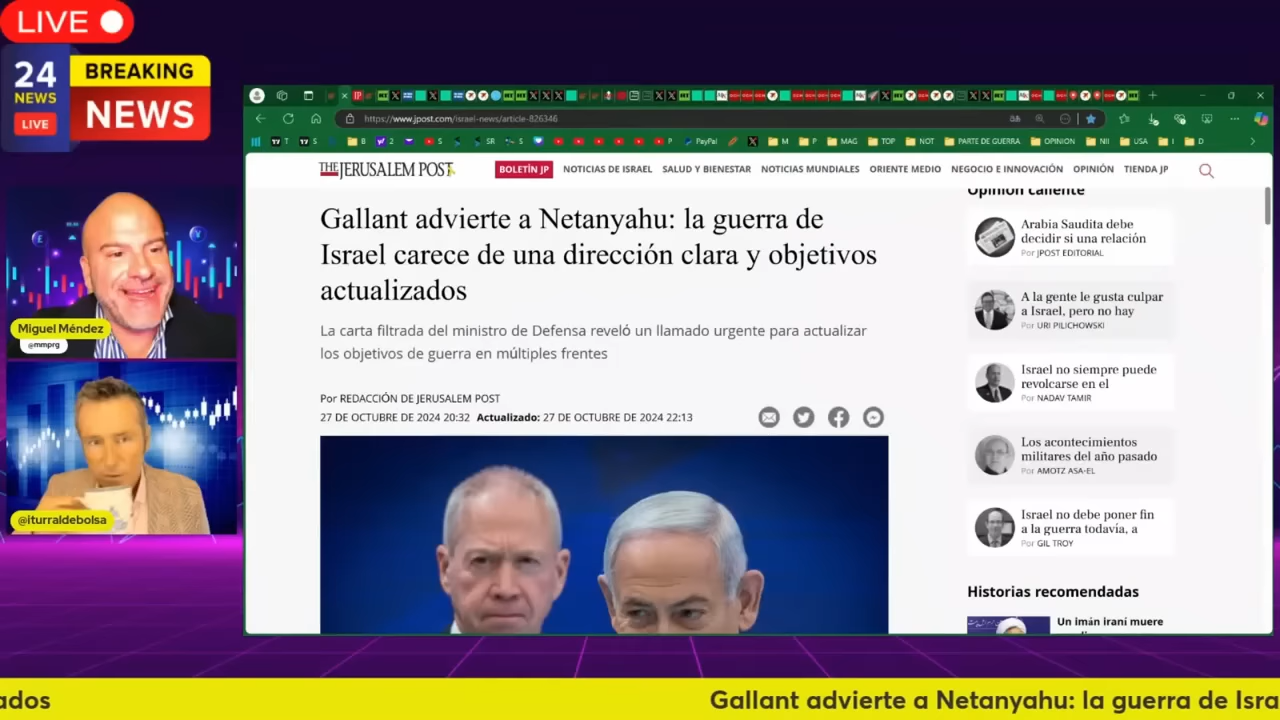 LIVE
24
NEWS
LIVE
BREAKING
NEWS
Miguel Méndez
@mmprg
@iturraldebolsa
https://www.jpost.com/israel-news/article-826346
PayPal
MAG
TOP
NOT
PARTE DE GUERRA
OPINION
NII
USA
THE JERUSALEM POST
BOLETÍN JP
NOTICIAS DE ISRAEL
SALUD Y BIENESTAR
NOTICIAS MUNDIALES
ORIENTE MEDIO
NEGOCIO E INNOVACIÓN
OPINIÓN
TIENDA JP
Gallant advierte a Netanyahu: la guerra de
Israel carece de una dirección clara y objetivos
actualizados
La carta filtrada del ministro de Defensa reveló un llamado urgente para actualizar
los objetivos de guerra en múltiples frentes
Por REDACCIÓN DE JERUSALEM POST
27 DE OCTUBRE DE 2024 20:32 Actualizado: 27 DE OCTUBRE DE 2024 22:13
Opinión caliente
Arabia Saudita debe
decidir si una relación
Por JPOST EDITORIAL
A la gente le gusta culpar
a Israel, pero no hay
Por URI PILICHOWSKI
Israel no siempre puede
revolcarse en el
Por NADAV TAMIR
Los acontecimientos
militares del año pasado
Por AMOTZ ASA-EL
Israel no debe poner fin
a la guerra todavía, a
Por GIL TROY
Historias recomendadas
Un imán iraní muere
ados
Gallant advierte a Netanyahu: la guerra de Isra